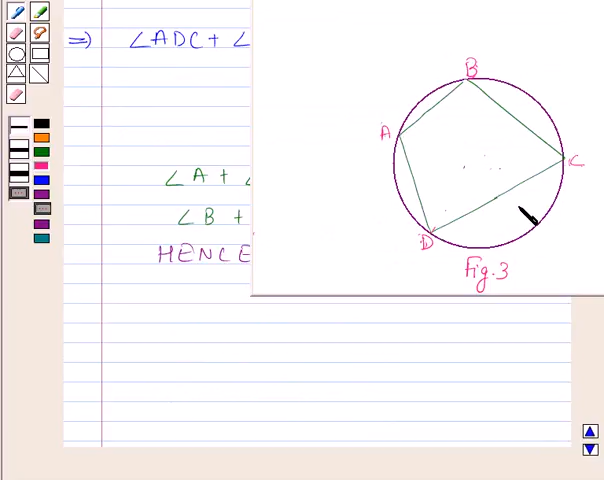 ⇒ ∠ADC + ∠
∠A + ∠
∠B +
HENCE
B
A
C
D
Fig.3